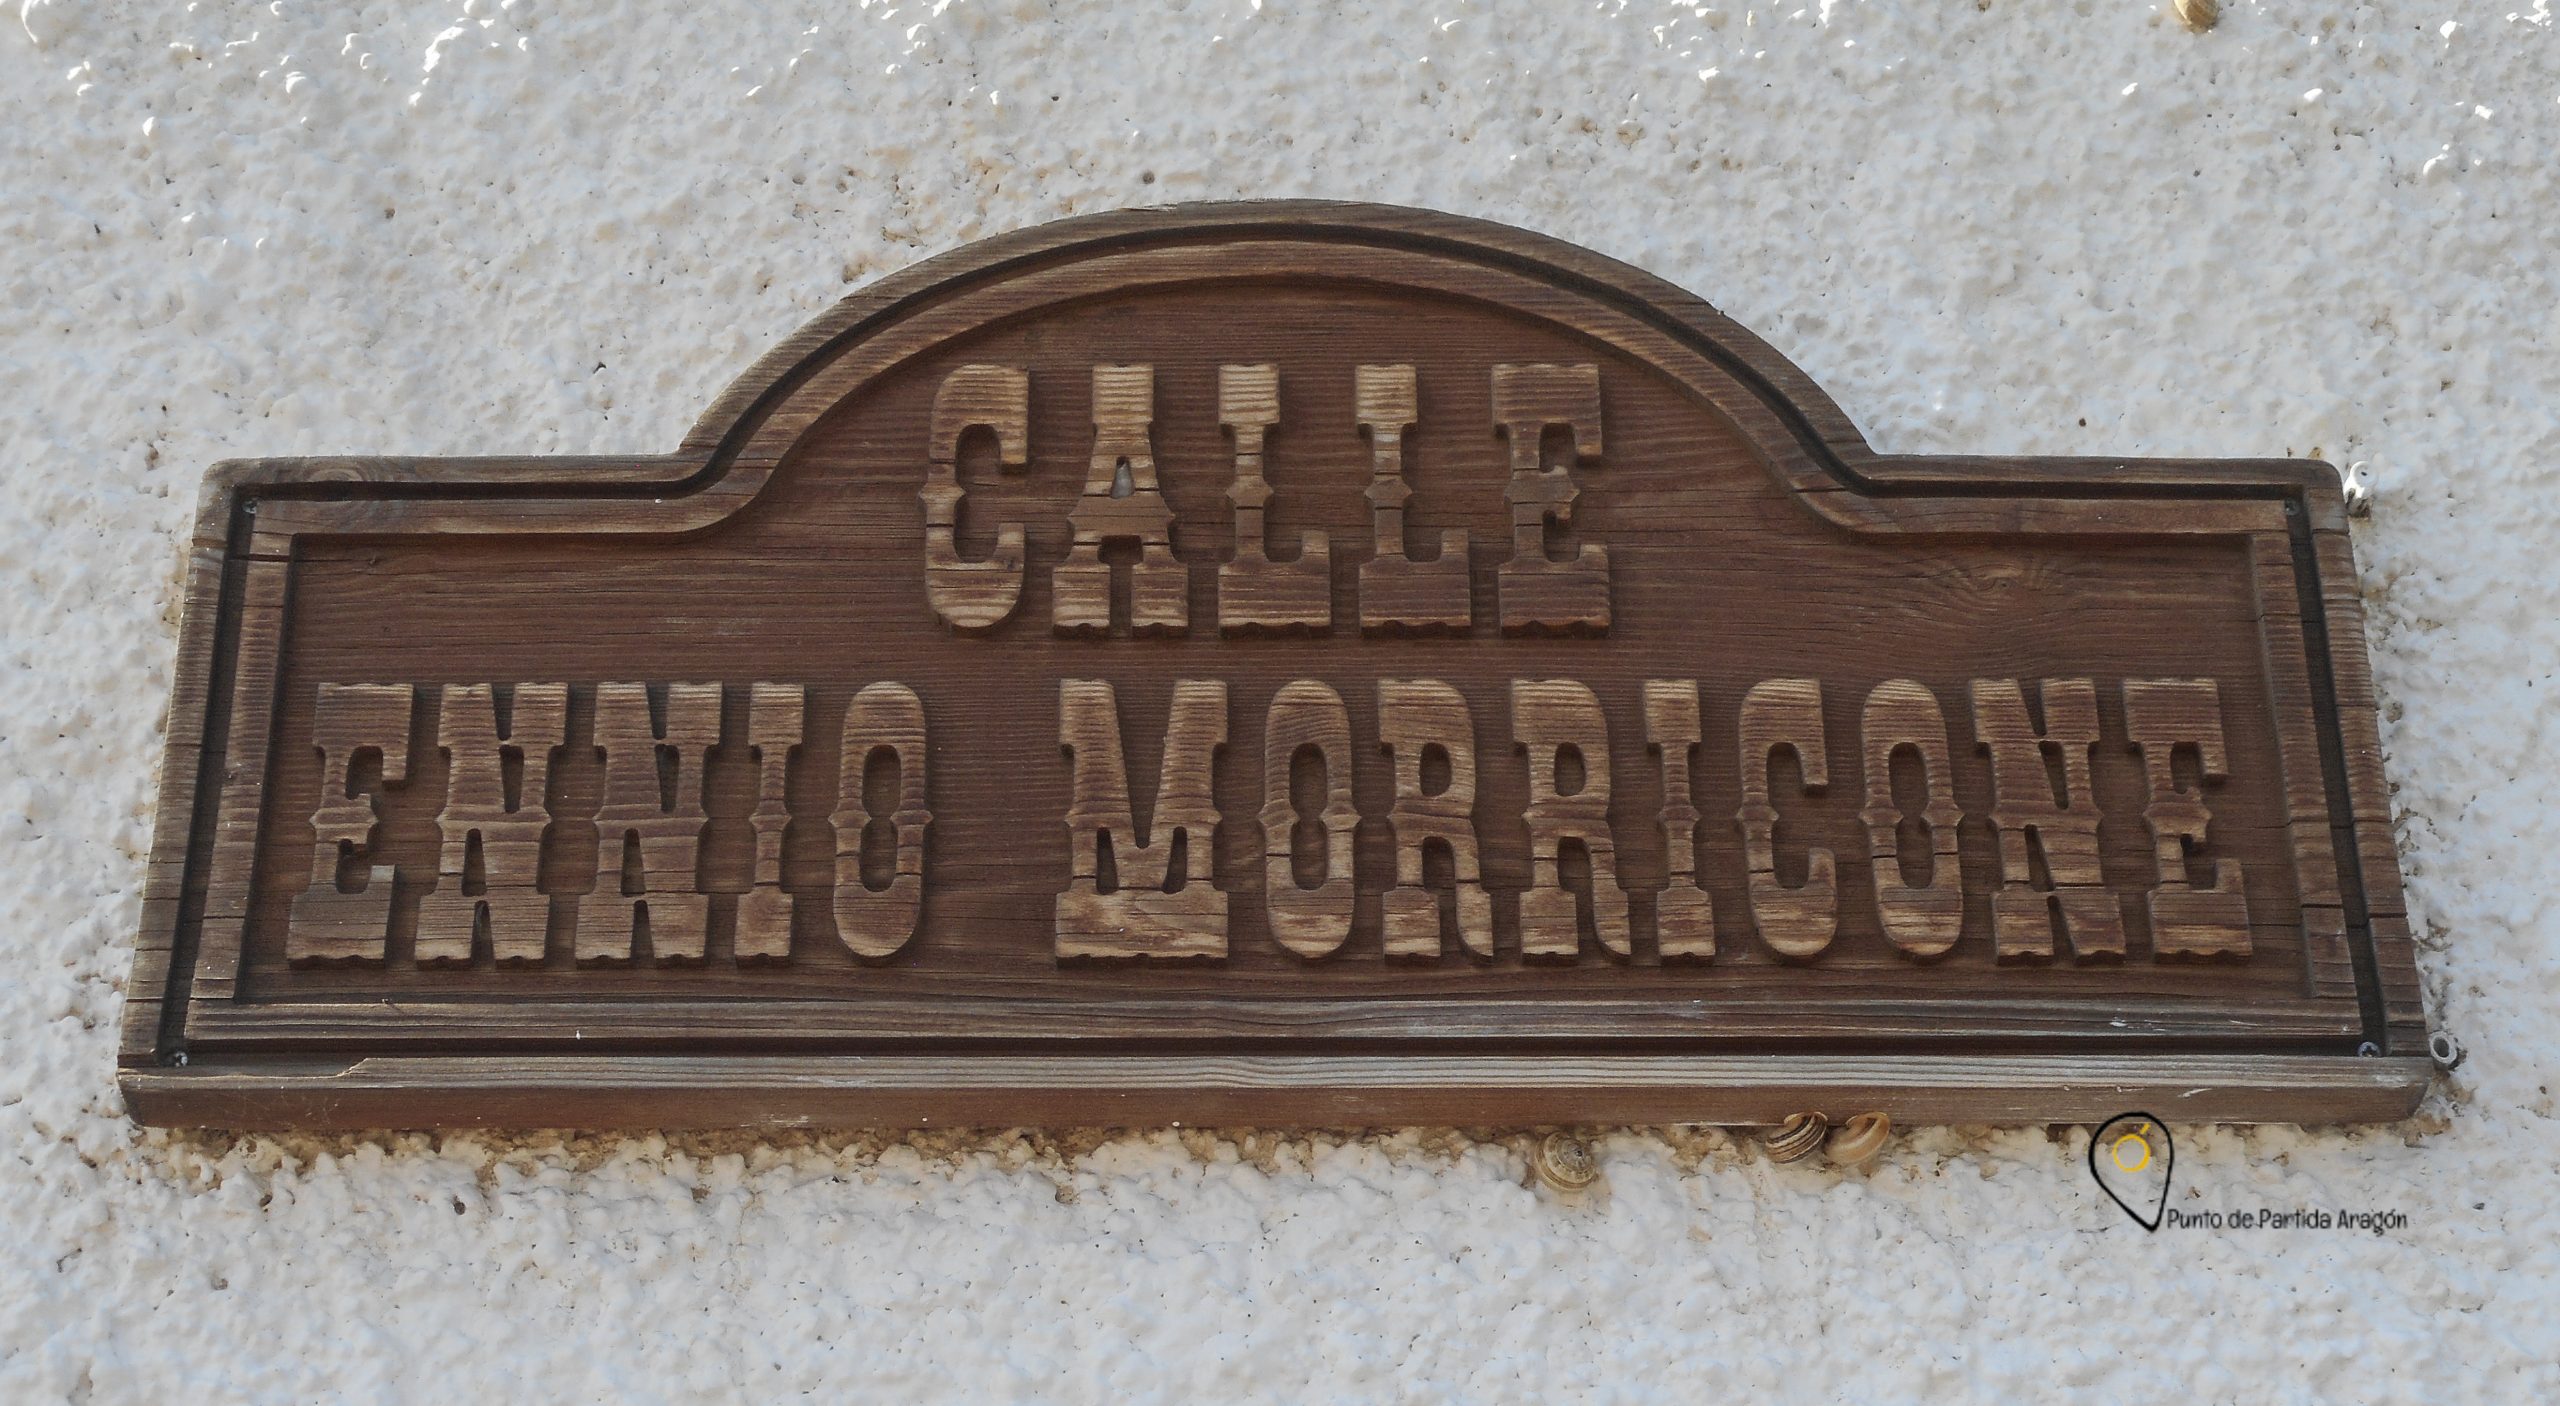 CALLE
ENNIO MORRICONE
Punto de Partida Aragón